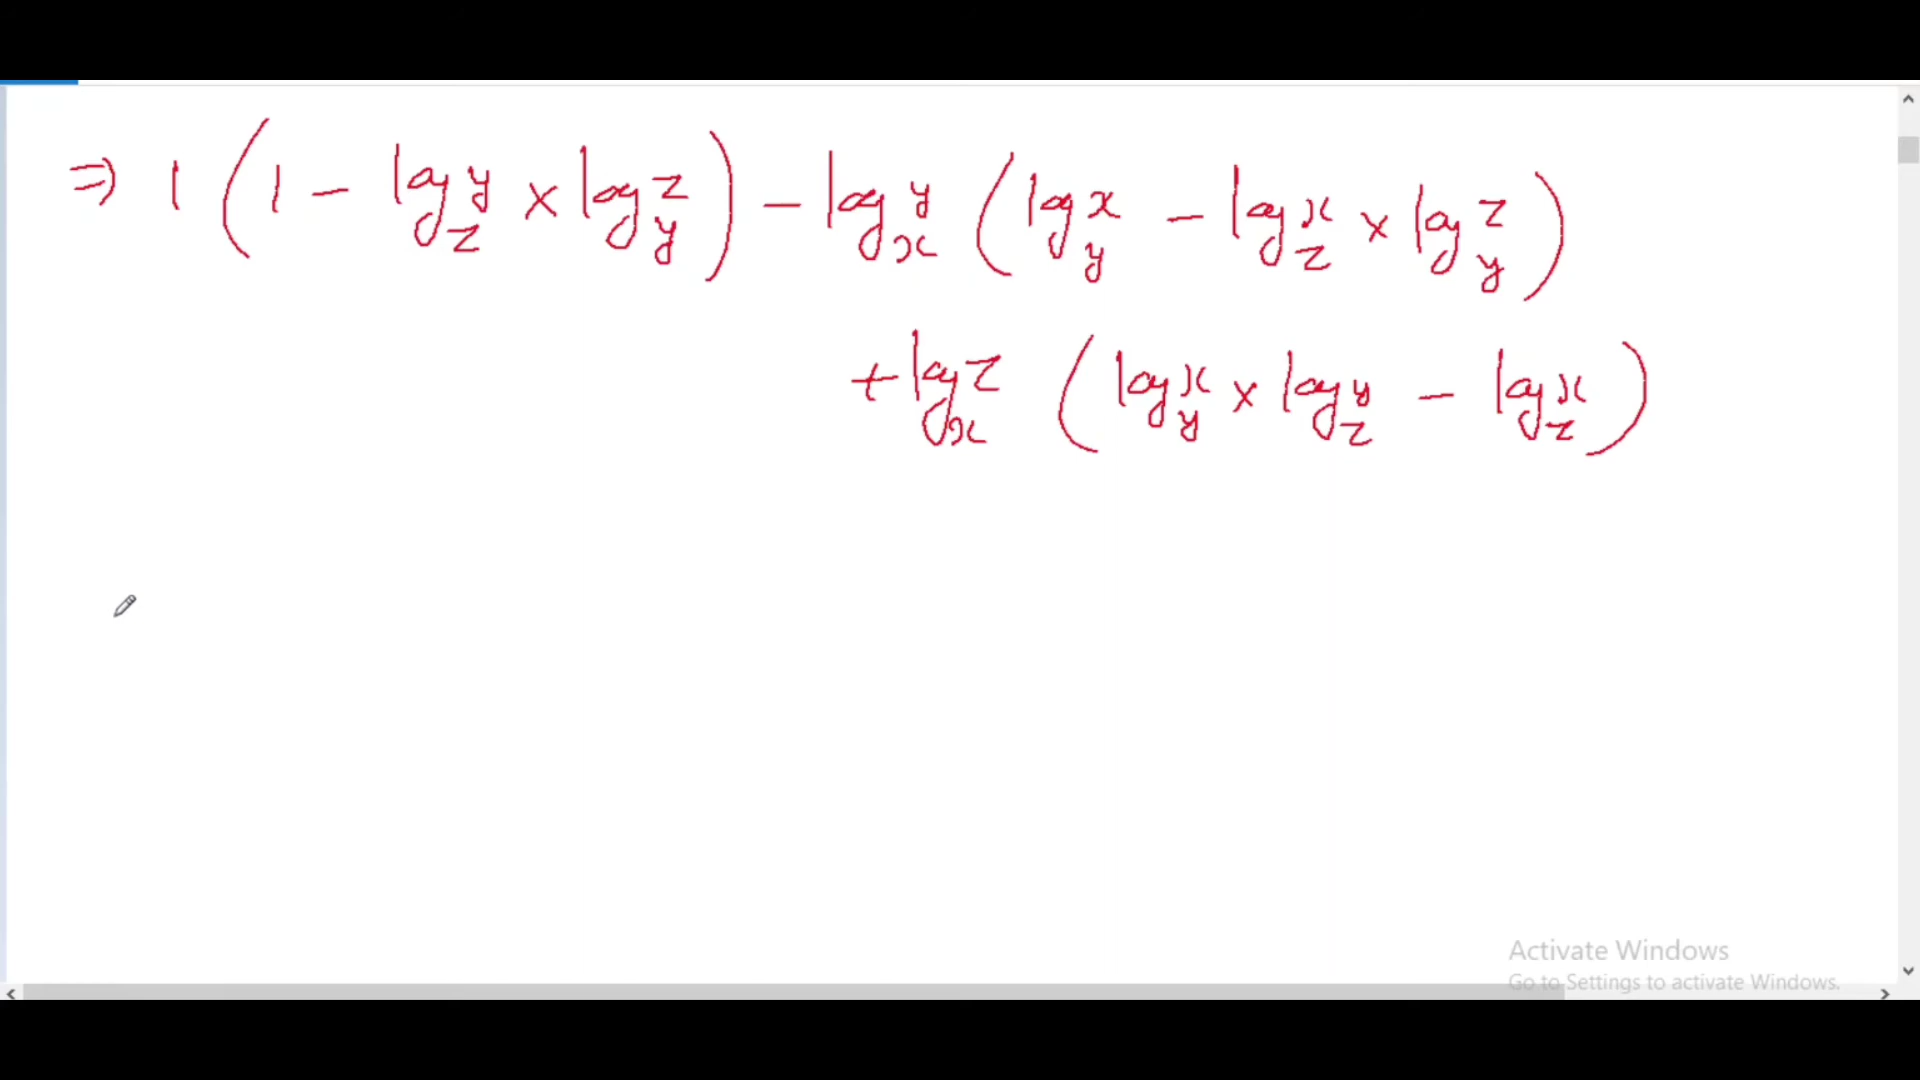 ⇒ 1 (1 - log_z y × log_y z) - log_x y (log_y x - log_z x × log_y z)
+ log_x z (log_y x × log_z y - log_z x)
Activate Windows
Go to Settings to activate Windows.